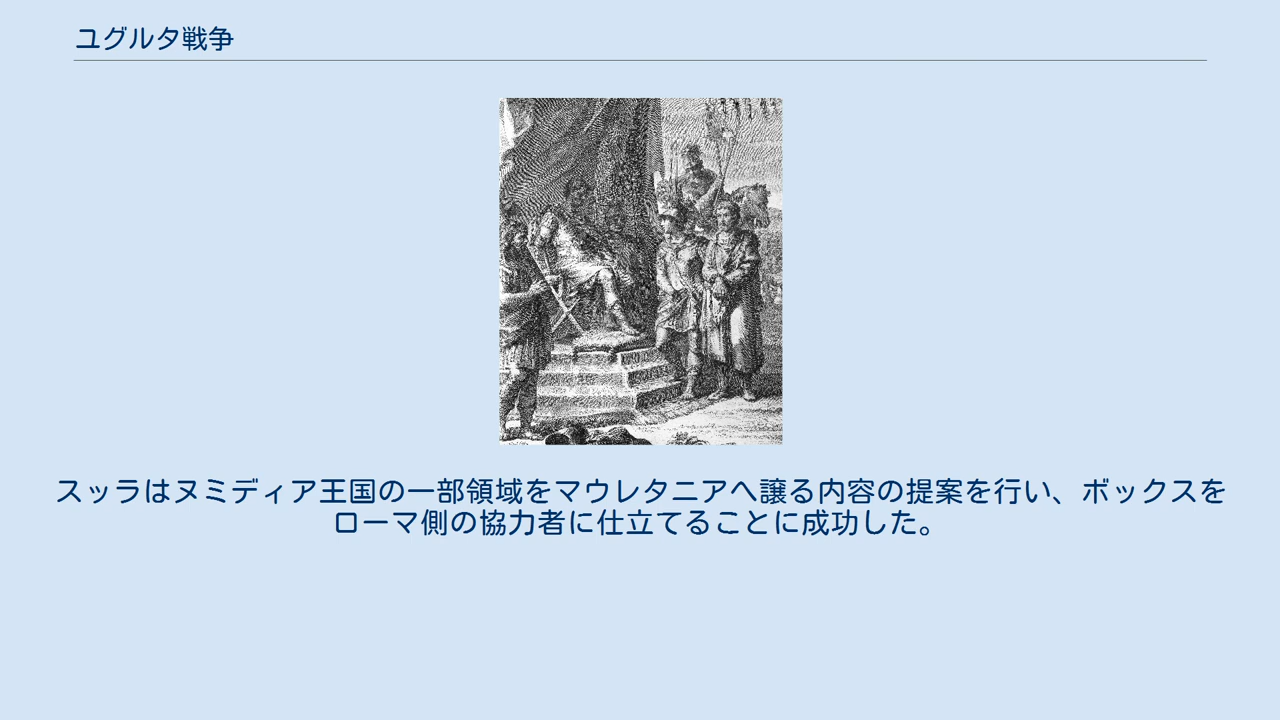 ユグルタ戦争
スッラはヌミディア王国の一部領域をマウレタニアへ譲る内容の提案を行い、ボックスを
ローマ側の協力者に仕立てることに成功した。